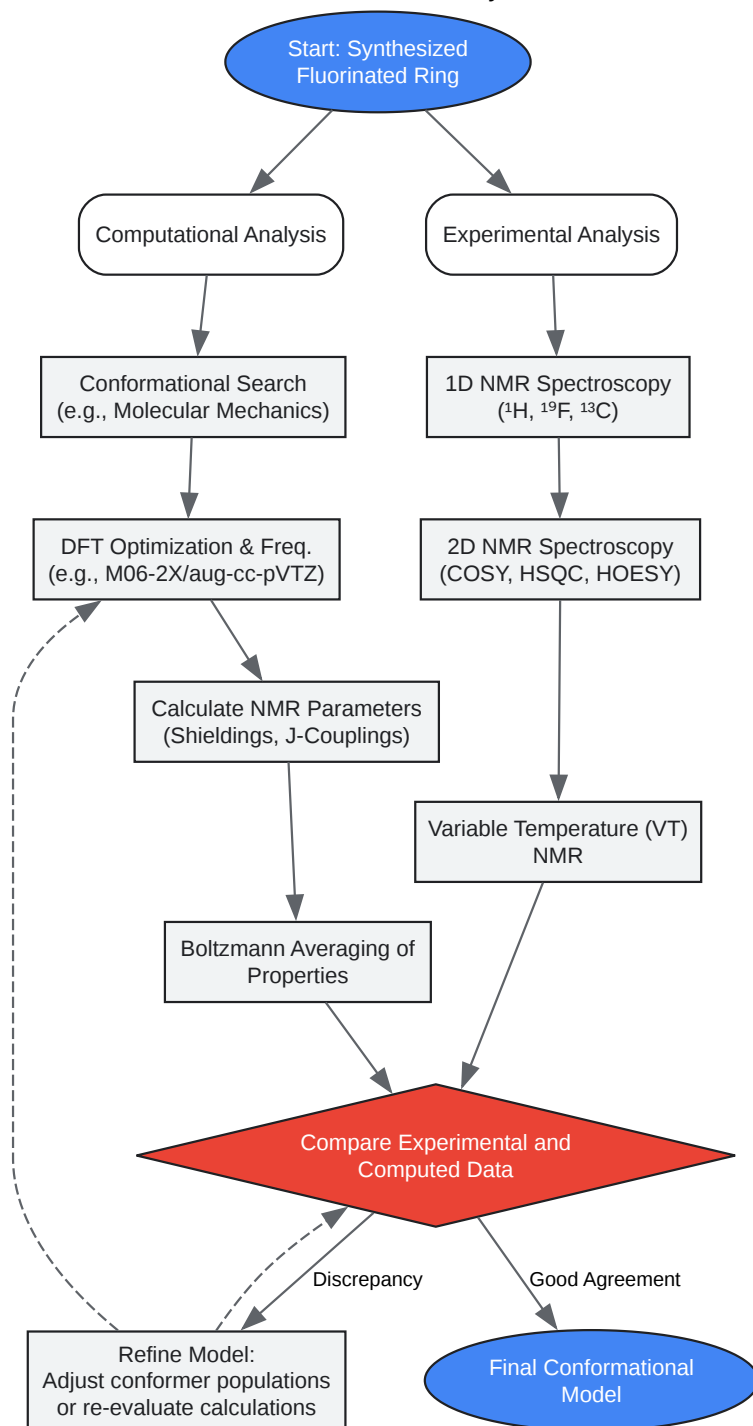 Start: Synthesized
Fluorinated Ring
Computational Analysis
Experimental Analysis
Conformational Search
(e.g., Molecular Mechanics)
1D NMR Spectroscopy
(¹H, ¹⁹F, ¹³C)
DFT Optimization & Freq.
(e.g., M06-2X/aug-cc-pVTZ)
2D NMR Spectroscopy
(COSY, HSQC, HOESY)
Calculate NMR Parameters
(Shieldings, J-Couplings)
Variable Temperature (VT)
NMR
Boltzmann Averaging of
Properties
Compare Experimental and
Computed Data
Discrepancy
Good Agreement
Refine Model:
Adjust conformer populations
or re-evaluate calculations
Final Conformational
Model